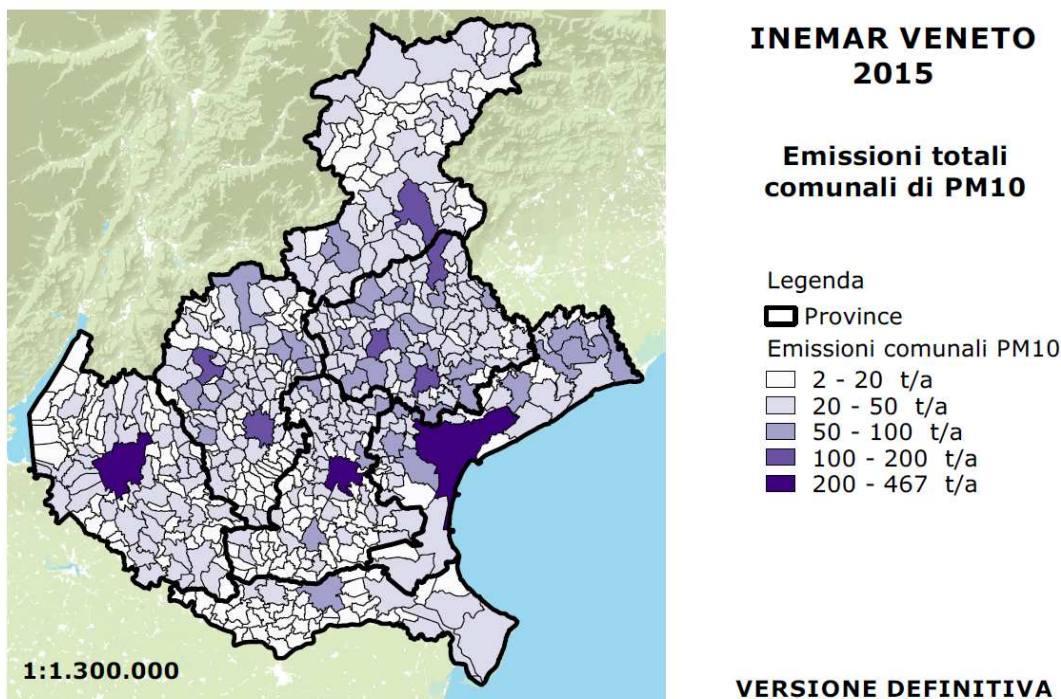 INEMAR VENETO
2015
Emissioni totali
comunali di PM10
Legenda
Province
Emissioni comunali PM10
2 - 20 t/a
20 - 50 t/a
50 - 100 t/a
100 - 200 t/a
200 - 467 t/a
1:1.300.000
VERSIONE DEFINITIVA